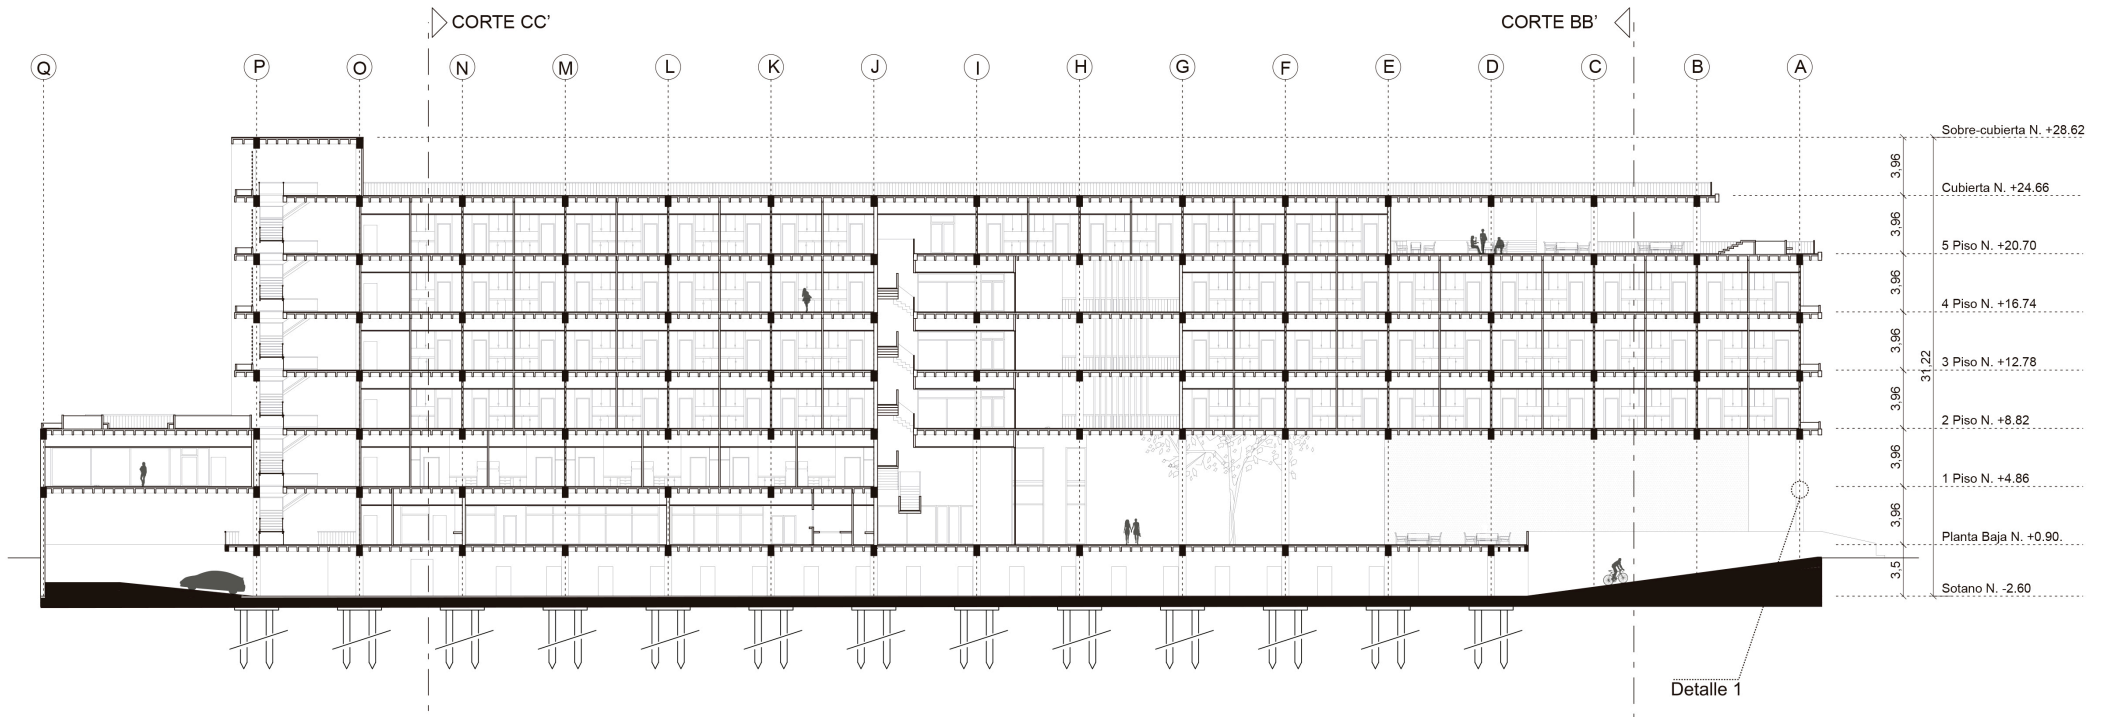 CORTE CC'
CORTE BB'
Q P O N M L K J I H G F E D C B A
Sobre-cubierta N. +28.62
3,96
Cubierta N. +24.66
3,96
5 Piso N. +20.70
3,96
4 Piso N. +16.74
3,96
3 Piso N. +12.78
31,22
3,96
2 Piso N. +8.82
3,96
1 Piso N. +4.86
3,96
Planta Baja N. +0.90.
3,5
Sotano N. -2.60
Detalle 1